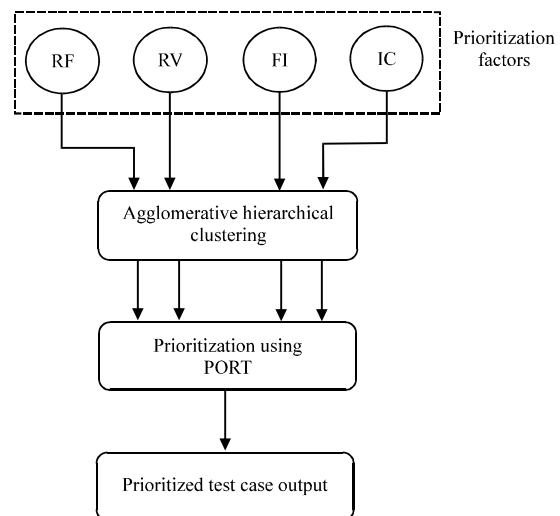 RF
RV
FI
IC
Prioritization
factors
Agglomerative hierarchical
clustering
Prioritization using
PORT
Prioritized test case output